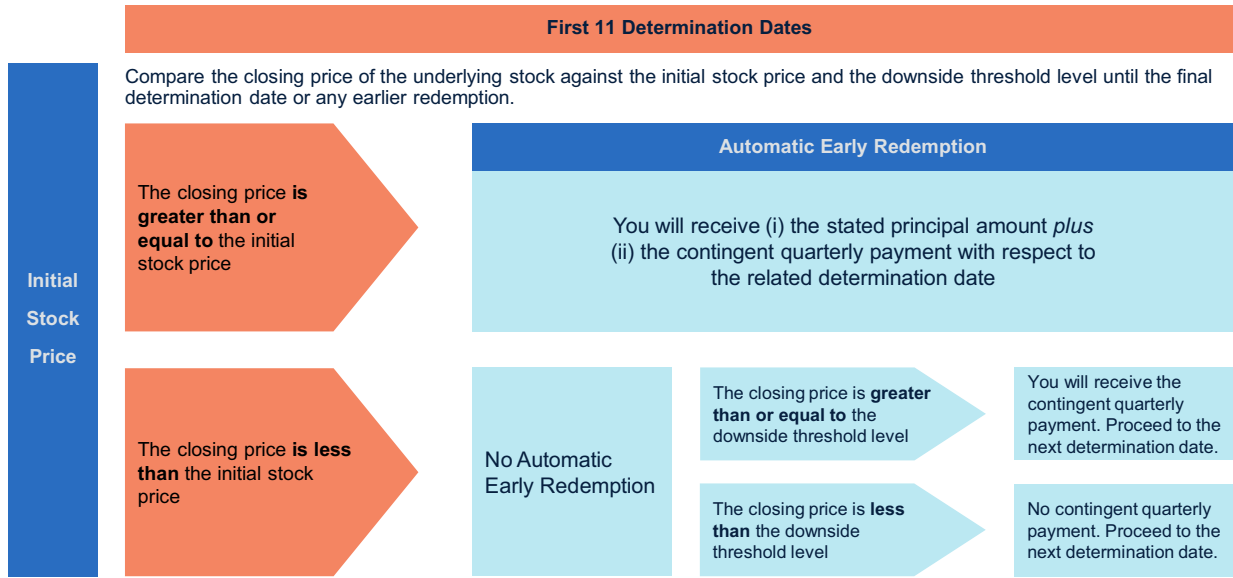 First 11 Determination Dates
Compare the closing price of the underlying stock against the initial stock price and the downside threshold level until the final
determination date or any earlier redemption.
Initial
Stock
Price
The closing price is
greater than or
equal to the initial
stock price
Automatic Early Redemption
You will receive (i) the stated principal amount plus
(ii) the contingent quarterly payment with respect to
the related determination date
The closing price is less
than the initial stock
price
No Automatic
Early Redemption
The closing price is greater
than or equal to the
downside threshold level
You will receive the
contingent quarterly
payment. Proceed to the
next determination date.
The closing price is less
than the downside
threshold level
No contingent quarterly
payment. Proceed to the
next determination date.